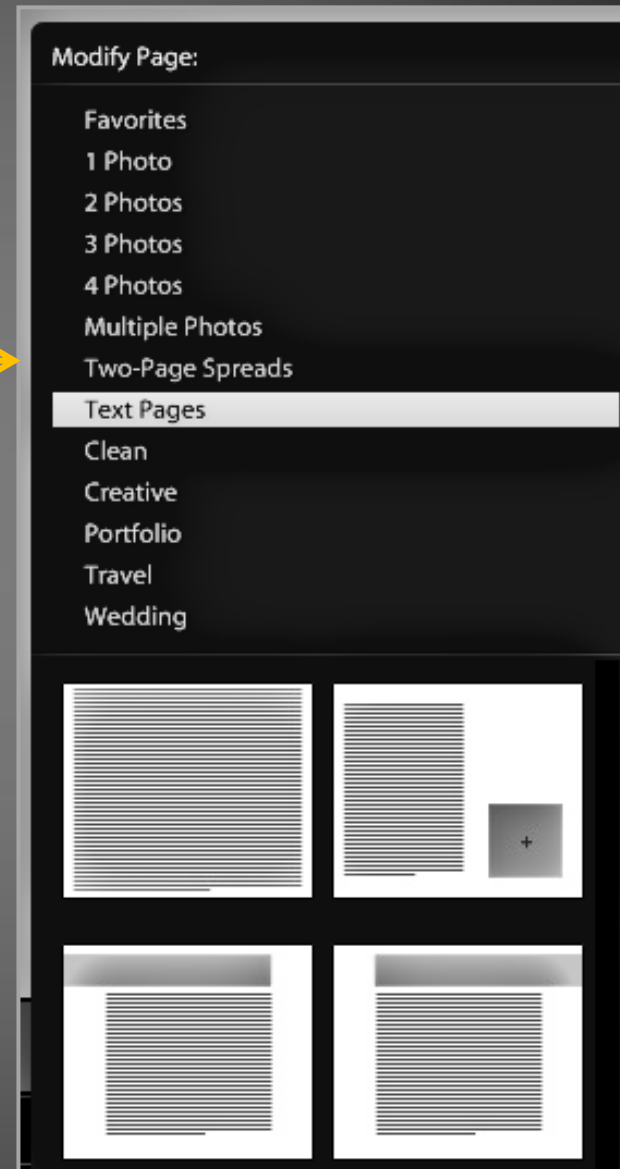 Modify Page:
Favorites
1 Photo
2 Photos
3 Photos
4 Photos
Multiple Photos
Two-Page Spreads
Text Pages
Clean
Creative
Portfolio
Travel
Wedding